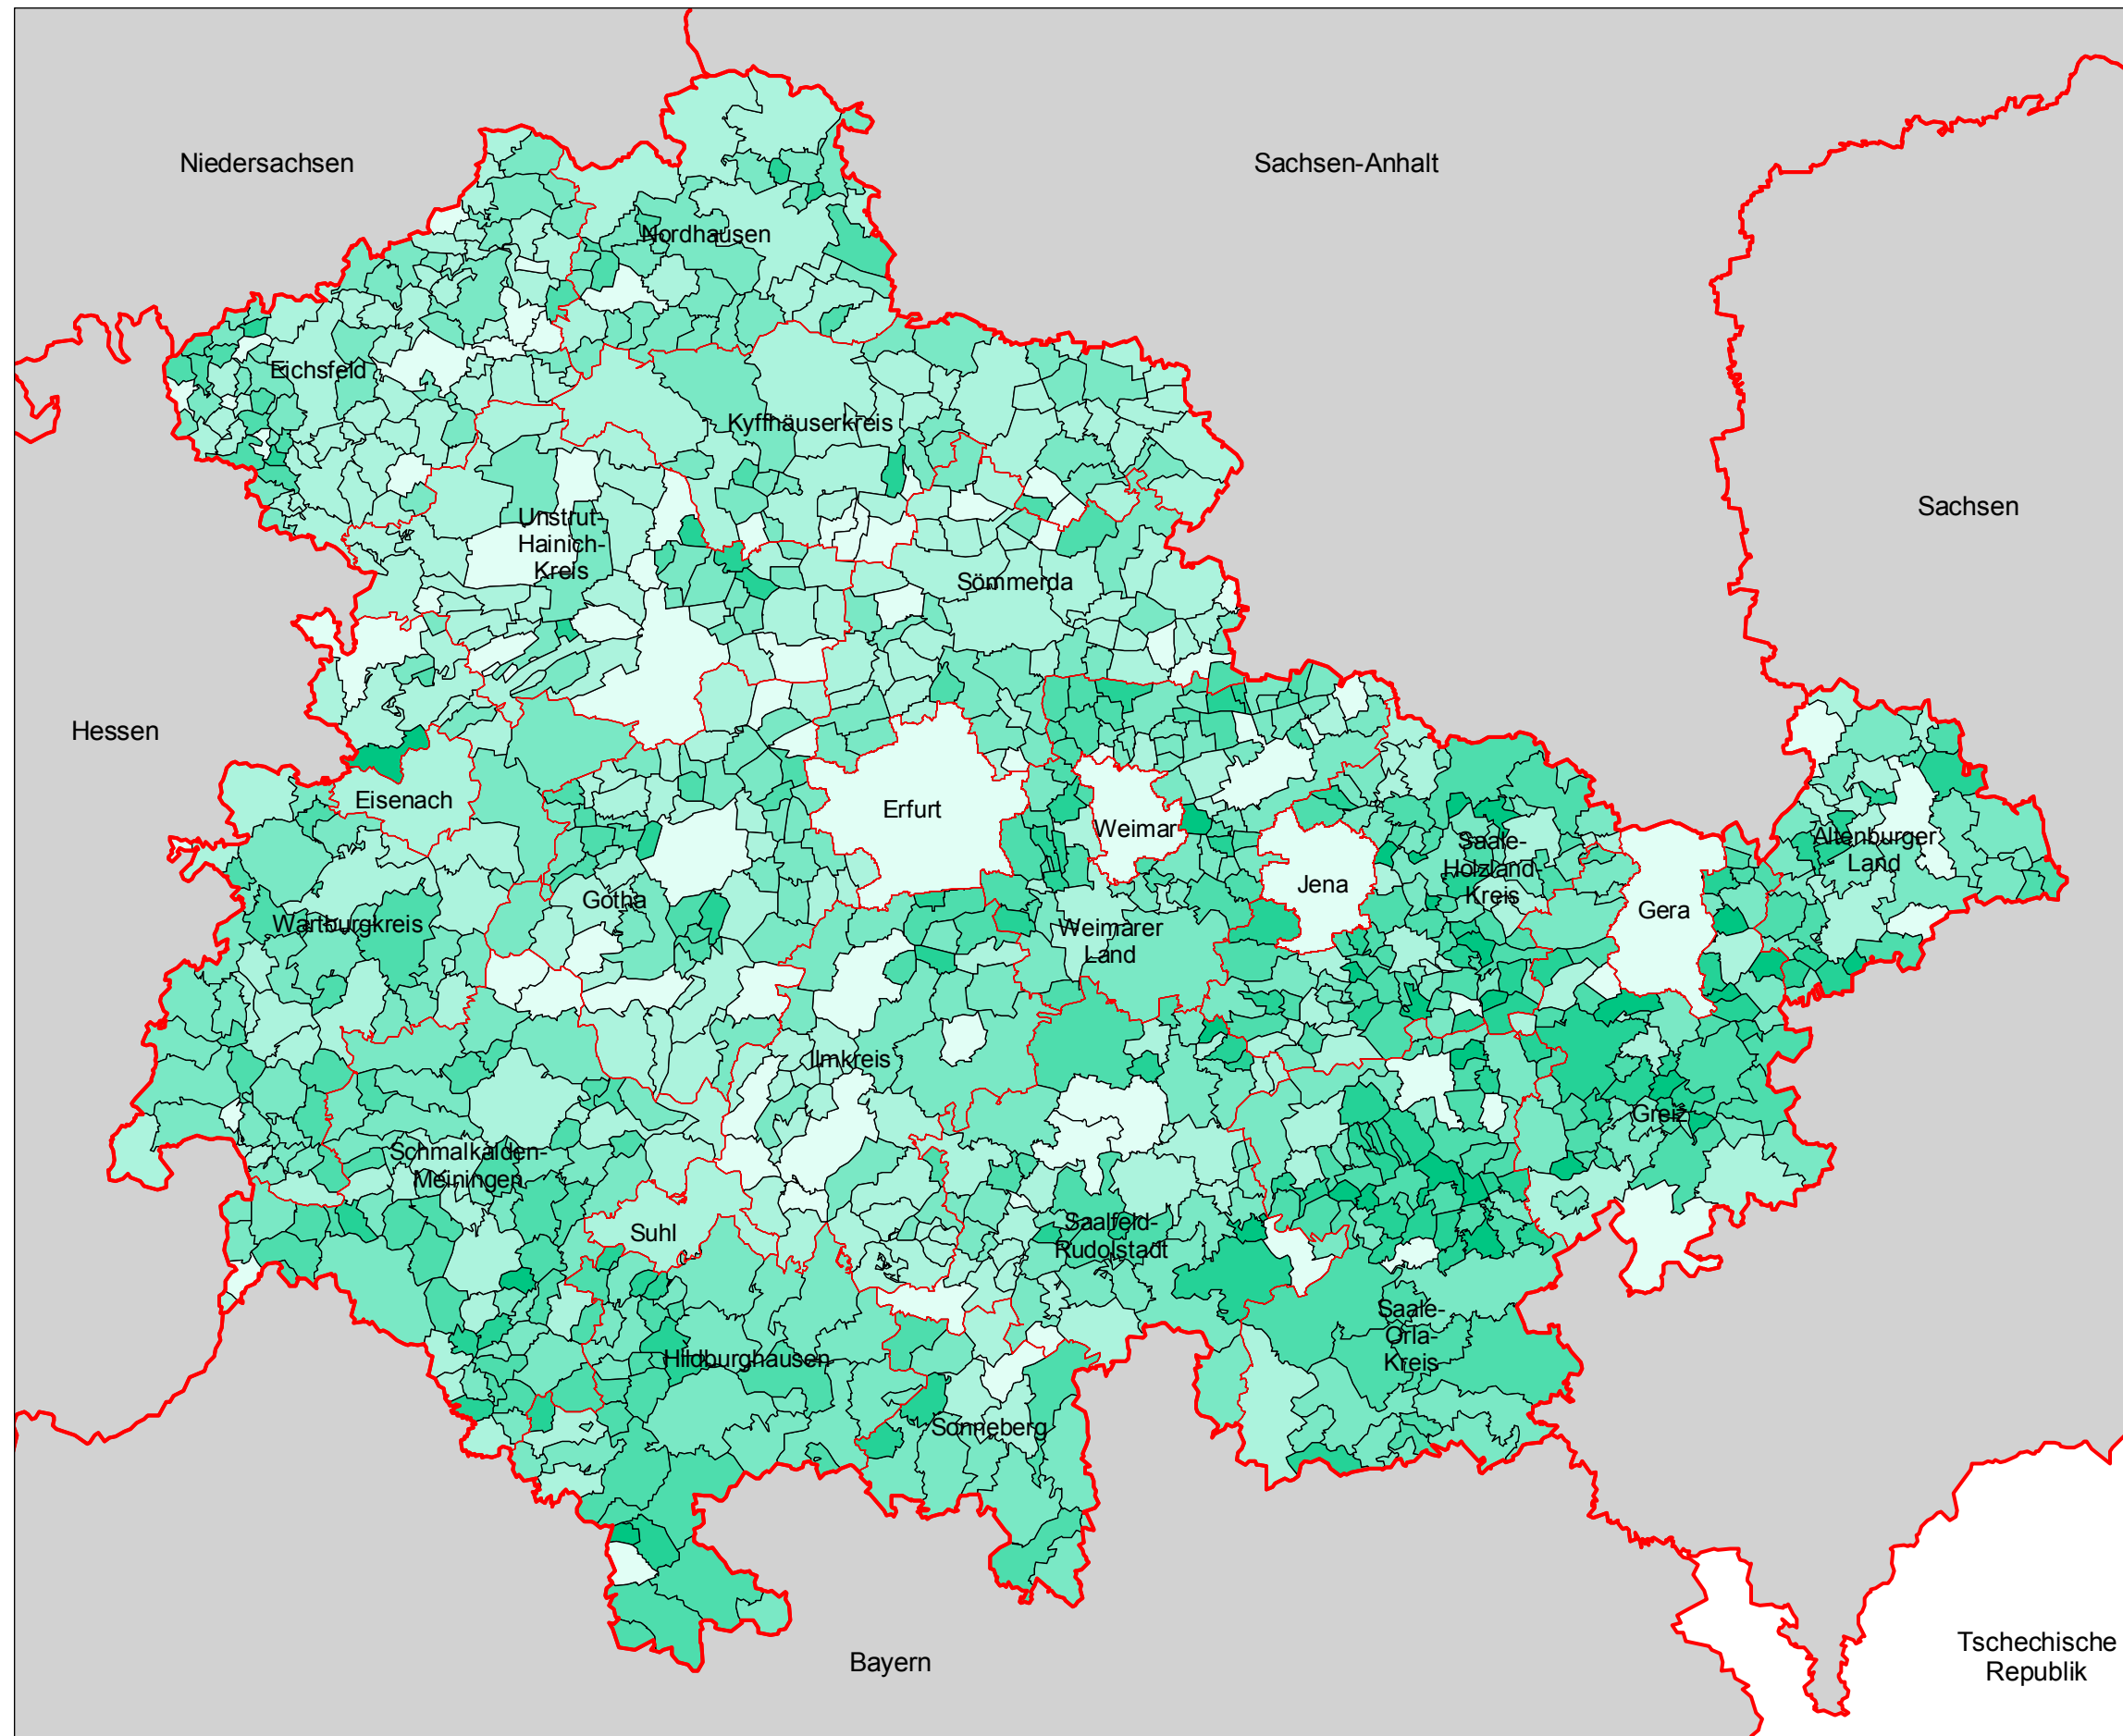 Niedersachsen
Sachsen-Anhalt
Nordhausen
Eichsfeld
Kyffhäuserkreis
Sachsen
Unstrut-
Hainich-
Kreis
Sömmerda
Hessen
Eisenach
Erfurt
Weimar
Saale-
Holzland-
Kreis
Altenburger
Land
Jena
Gotha
Gera
Wartburgkreis
Weimarer
Land
Ilmkreis
Greiz
Schmalkalden-
Meiningen
Suhl
Saalfeld-
Rudolstadt
Saale-
Orla-
Kreis
Hildburghausen
Sonneberg
Bayern
Tschechische
Republik